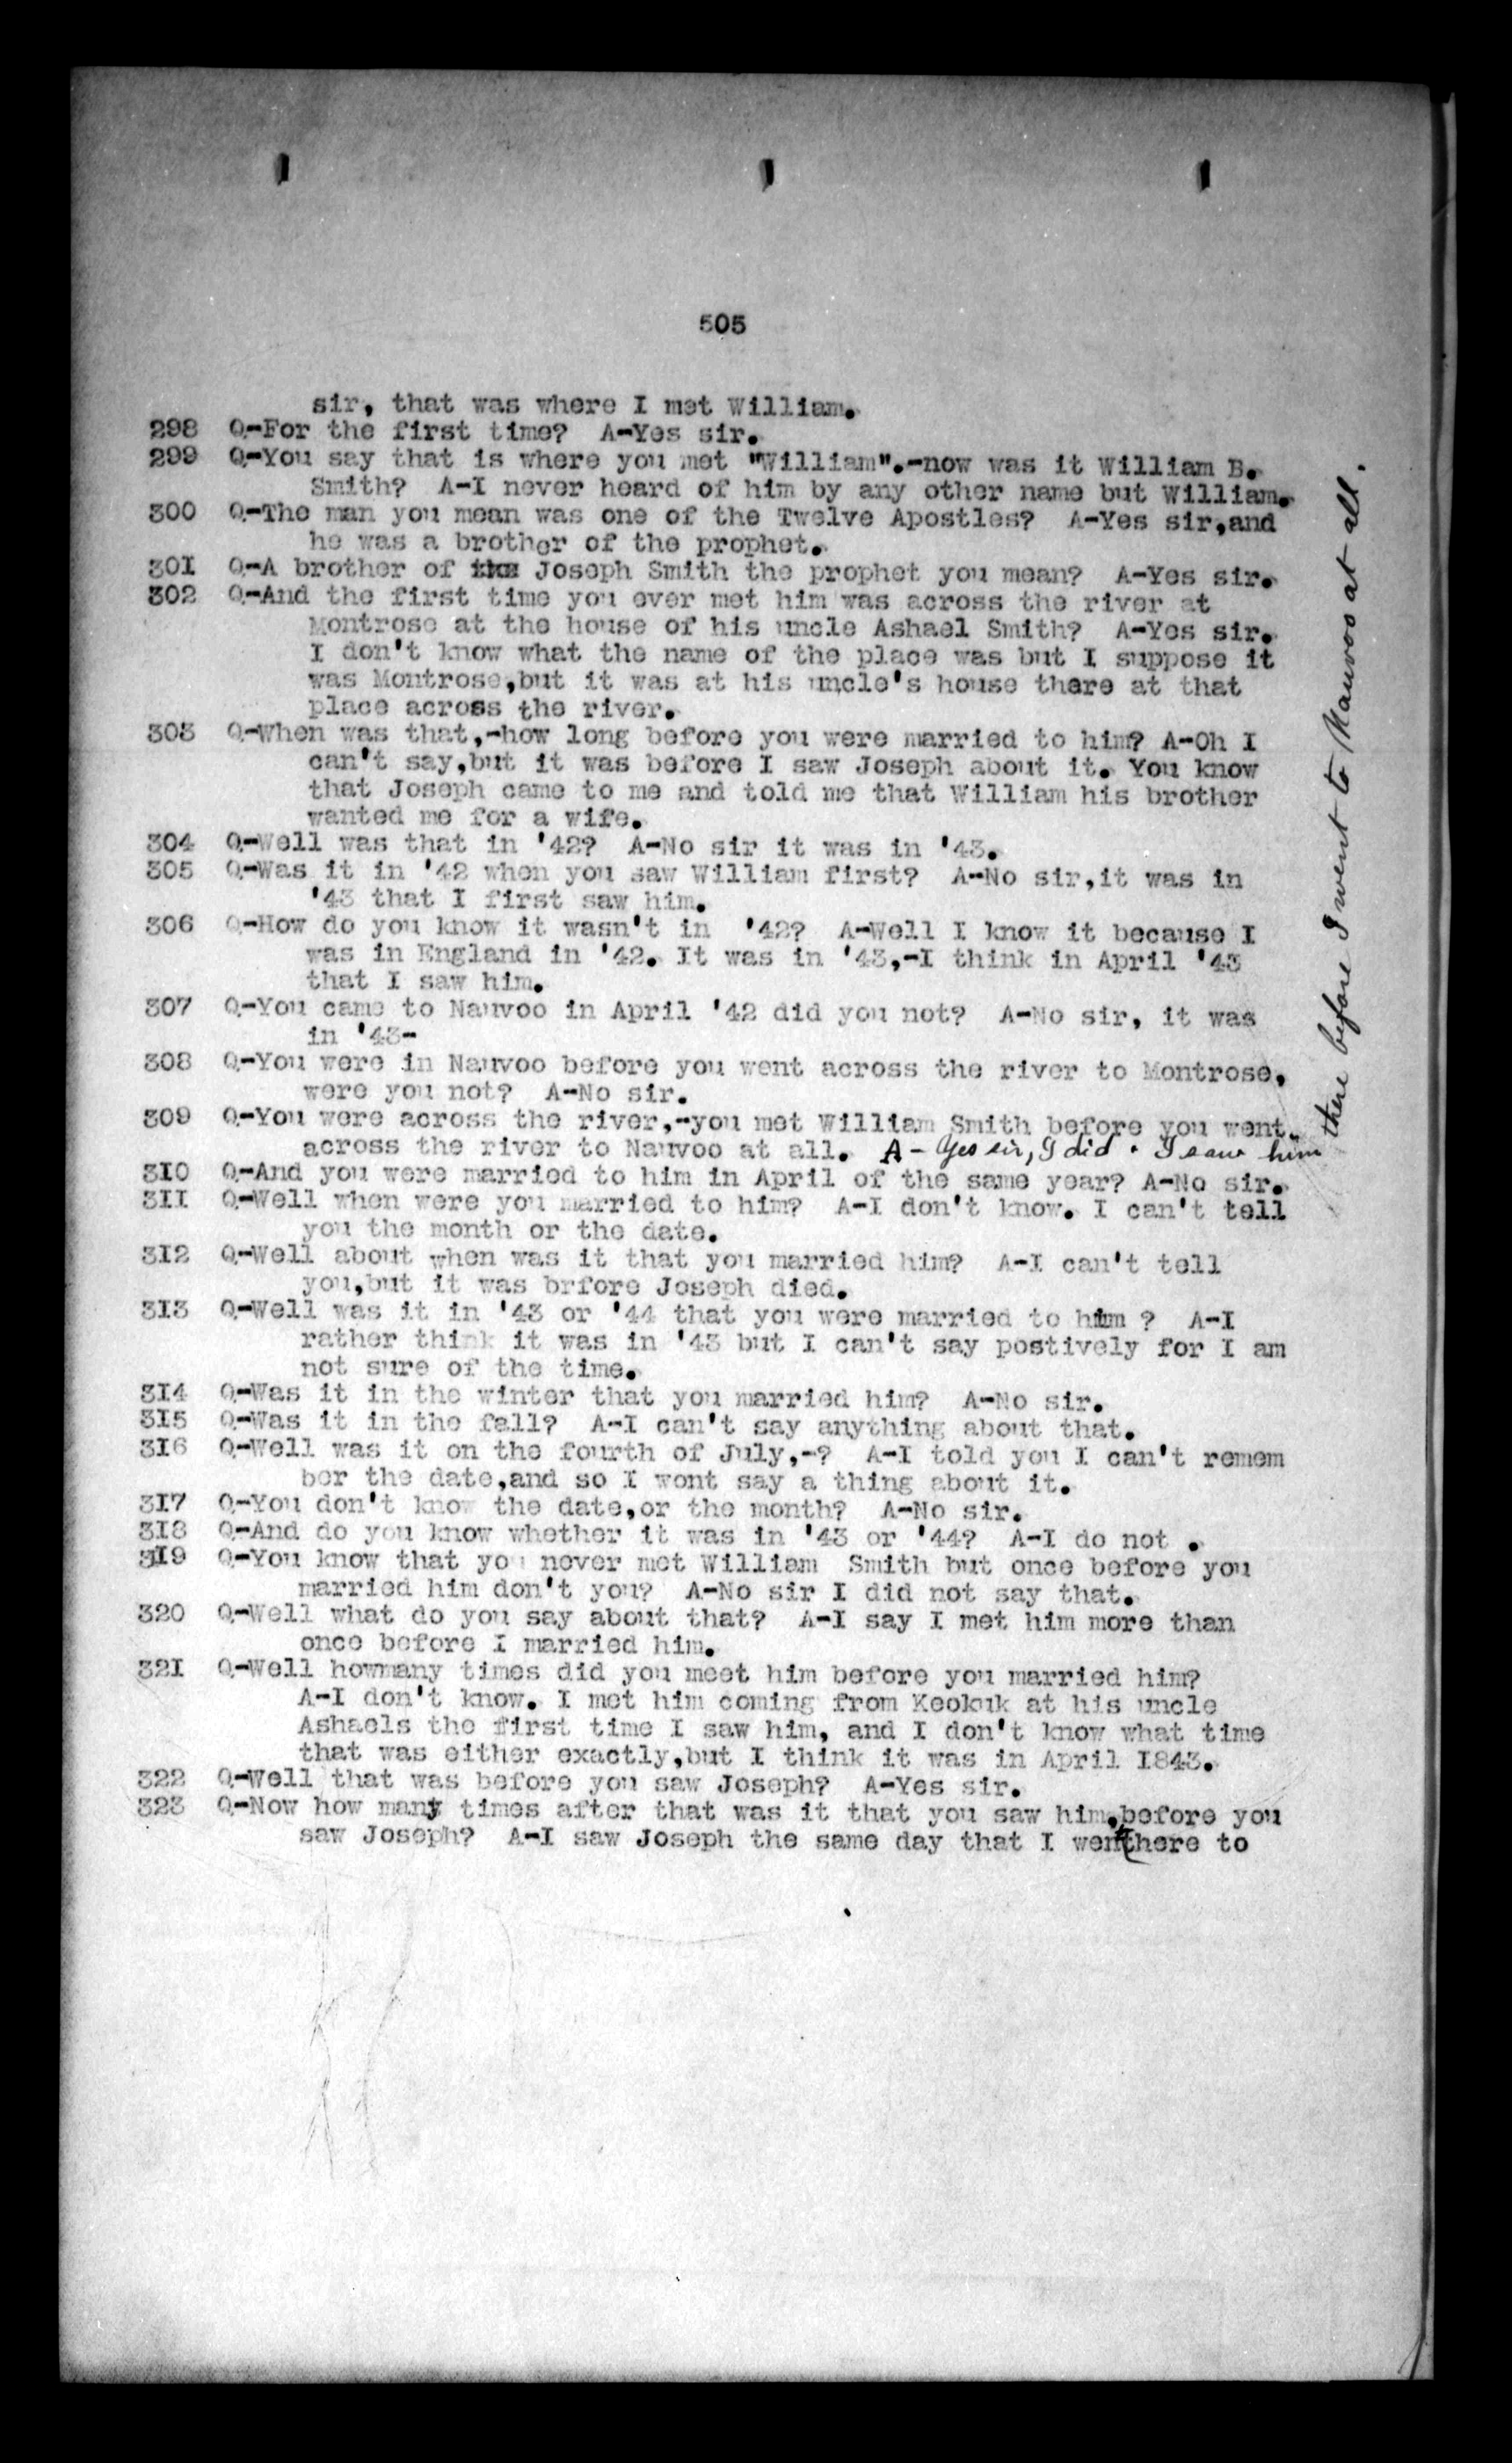 505
sir, that was where I met William.
298 Q-For the first time? A-Yes sir.
299 Q-You say that is where you met "William".-now was it William B.
Smith? A-I never heard of him by any other name but William.
300 Q-The man you mean was one of the Twelve Apostles? A-Yes sir,and
he was a brother of the prophet.
301 Q-A brother of the Joseph Smith the prophet you mean? A-Yes sir.
302 Q-And the first time you ever met him was across the river at
Montrose at the house of his uncle Ashael Smith? A-Yes sir.
I don't know what the name of the place was but I suppose it
was Montrose,but it was at his uncle's house there at that
place across the river.
303 Q-When was that,-how long before you were married to him? A-Oh I
can't say,but it was before I saw Joseph about it. You know
that Joseph came to me and told me that William his brother
wanted me for a wife.
304 Q-Well was that in '42? A-No sir it was in '43.
305 Q-Was it in '42 when you saw William first? A-No sir,it was in
'43 that I first saw him.
306 Q-How do you know it wasn't in '42? A-Well I know it because I
was in England in '42. It was in '43,-I think in April '43
that I saw him.
307 Q-You came to Nauvoo in April '42 did you not? A-No sir, it was
in '43-
308 Q-You were in Nauvoo before you went across the river to Montrose,
were you not? A-No sir.
309 Q-You were across the river,-you met William Smith before you went
across the river to Nauvoo at all. A- Yes sir, I did. I saw him
there before I went to Nauvoo at all.
310 Q-And you were married to him in April of the same year? A-No sir.
311 Q-Well when were you married to him? A-I don't know. I can't tell
you the month or the date.
312 Q-Well about when was it that you married him? A-I can't tell
you,but it was brfore Joseph died.
313 Q-Well was it in '43 or '44 that you were married to him ? A-I
rather think it was in '43 but I can't say postively for I am
not sure of the time.
314 Q-Was it in the winter that you married him? A-No sir.
315 Q-Was it in the fall? A-I can't say anything about that.
316 Q-Well was it on the fourth of July,-? A-I told you I can't remem
ber the date,and so I wont say a thing about it.
317 Q-You don't know the date,or the month? A-No sir.
318 Q-And do you know whether it was in '43 or '44? A-I do not .
319 Q-You know that you never met William Smith but once before you
married him don't you? A-No sir I did not say that.
320 Q-Well what do you say about that? A-I say I met him more than
once before I married him.
321 Q-Well howmany times did you meet him before you married him?
A-I don't know. I met him coming from Keokuk at his uncle
Ashaels the first time I saw him, and I don't know what time
that was either exactly,but I think it was in April 1843.
322 Q-Well that was before you saw Joseph? A-Yes sir.
323 Q-Now how many times after that was it that you saw him,before you
saw Joseph? A-I saw Joseph the same day that I went there to